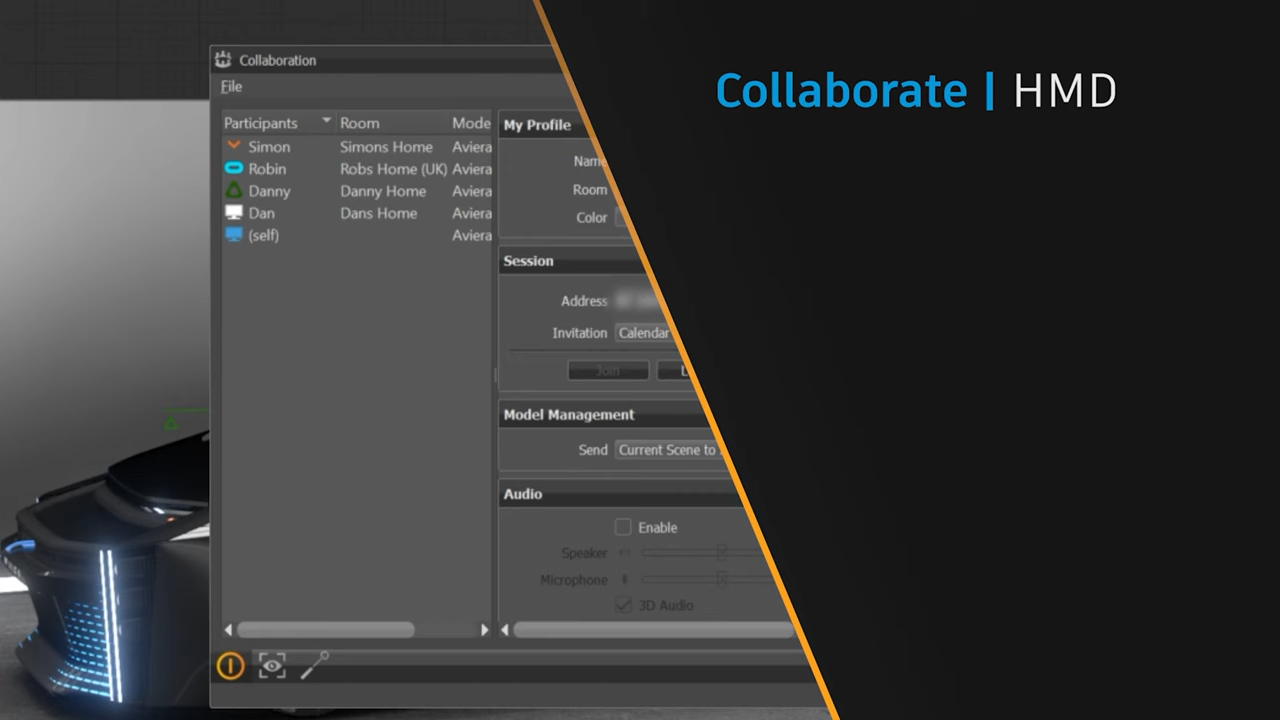 Collaborate | HMD
Collaboration
File
Participants Room Mode
Simon Simons Home Aviera
Robin Robs Home (UK) Aviera
Danny Danny Home Aviera
Dan Dans Home Aviera
(self) Aviera
My Profile
Name
Room
Color
Session
Address
Invitation Calendar
Join
Model Management
Send Current Scene to
Audio
Enable
Speaker
Microphone
3D Audio